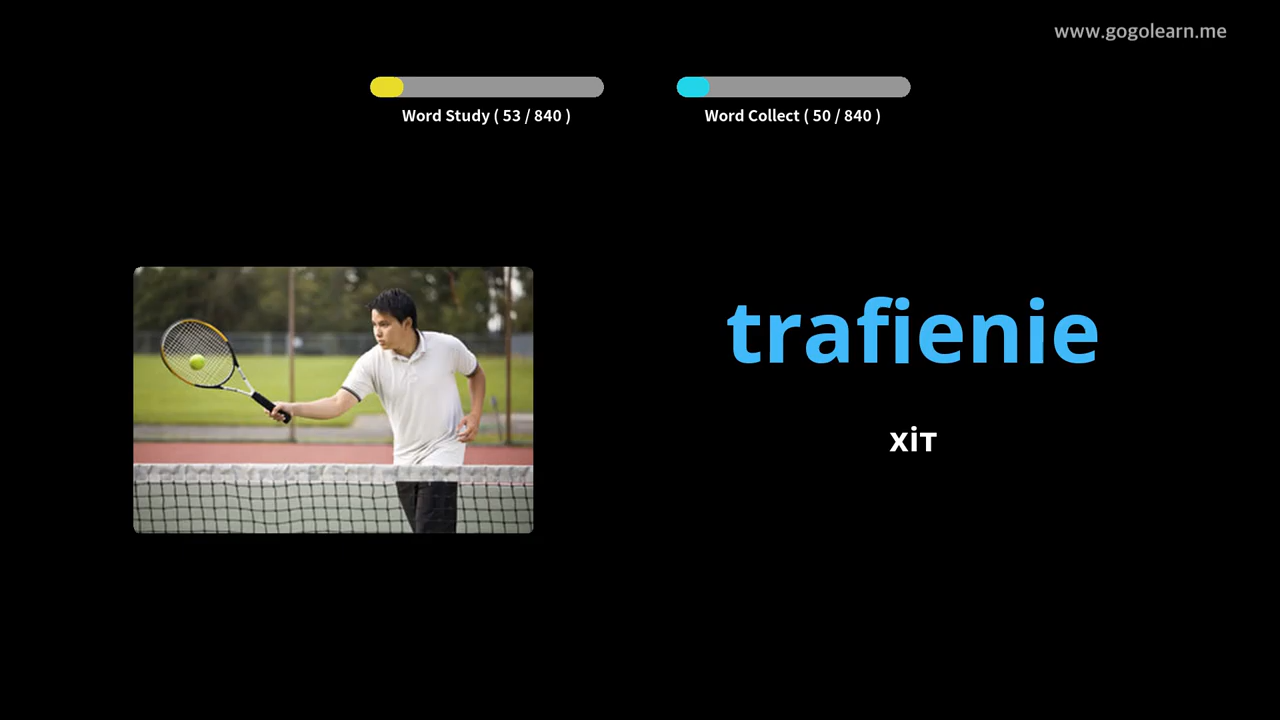 www.gogolearn.me
Word Study ( 53 / 840 )
Word Collect ( 50 / 840 )
trafienie
хіт